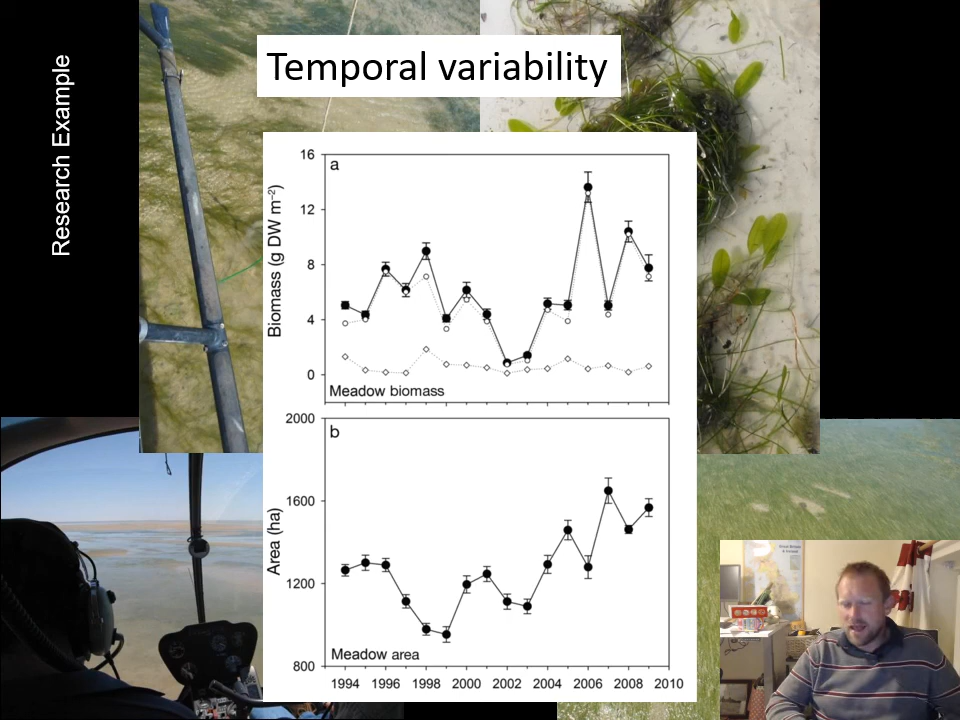 Research Example
Temporal variability
a
Biomass (g DW m⁻²)
16
12
8
4
0
Meadow biomass
b
Area (ha)
2000
1600
1200
800
Meadow area
1994 1996 1998 2000 2002 2004 2006 2008 2010